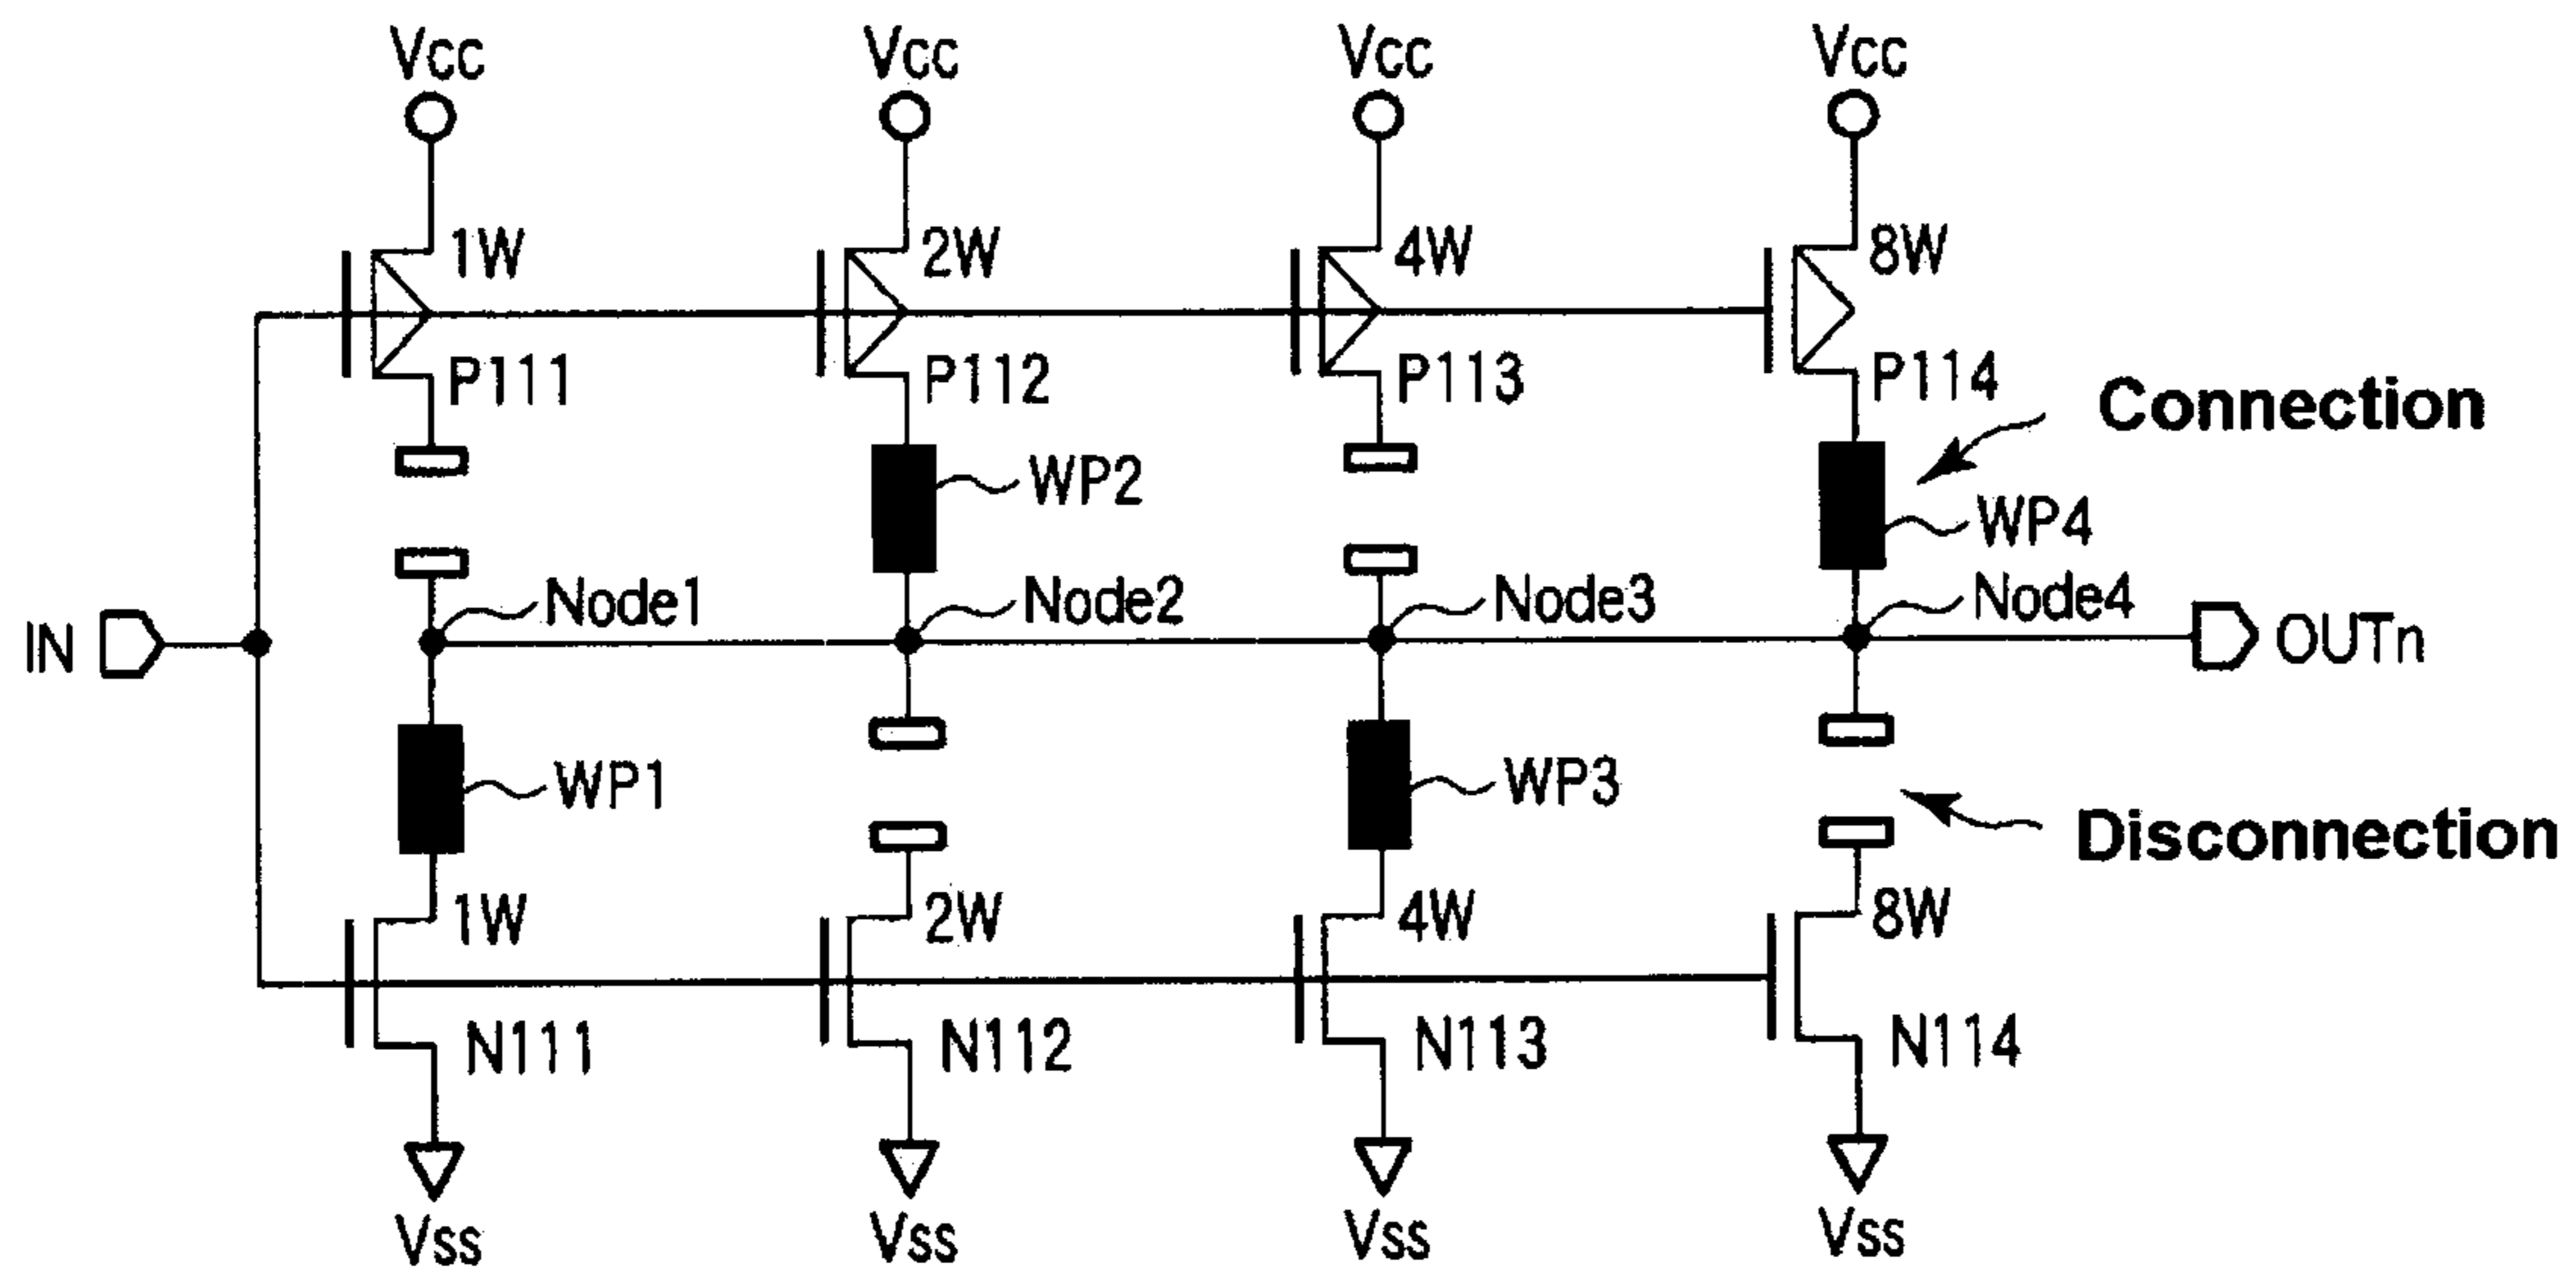 Vcc Vcc Vcc Vcc
1W 2W 4W 8W
P111 P112 P113 P114
Connection
WP2 WP4
Node1 Node2 Node3 Node4
IN OUTn
WP1 WP3
Disconnection
1W 2W 4W 8W
N111 N112 N113 N114
Vss Vss Vss Vss